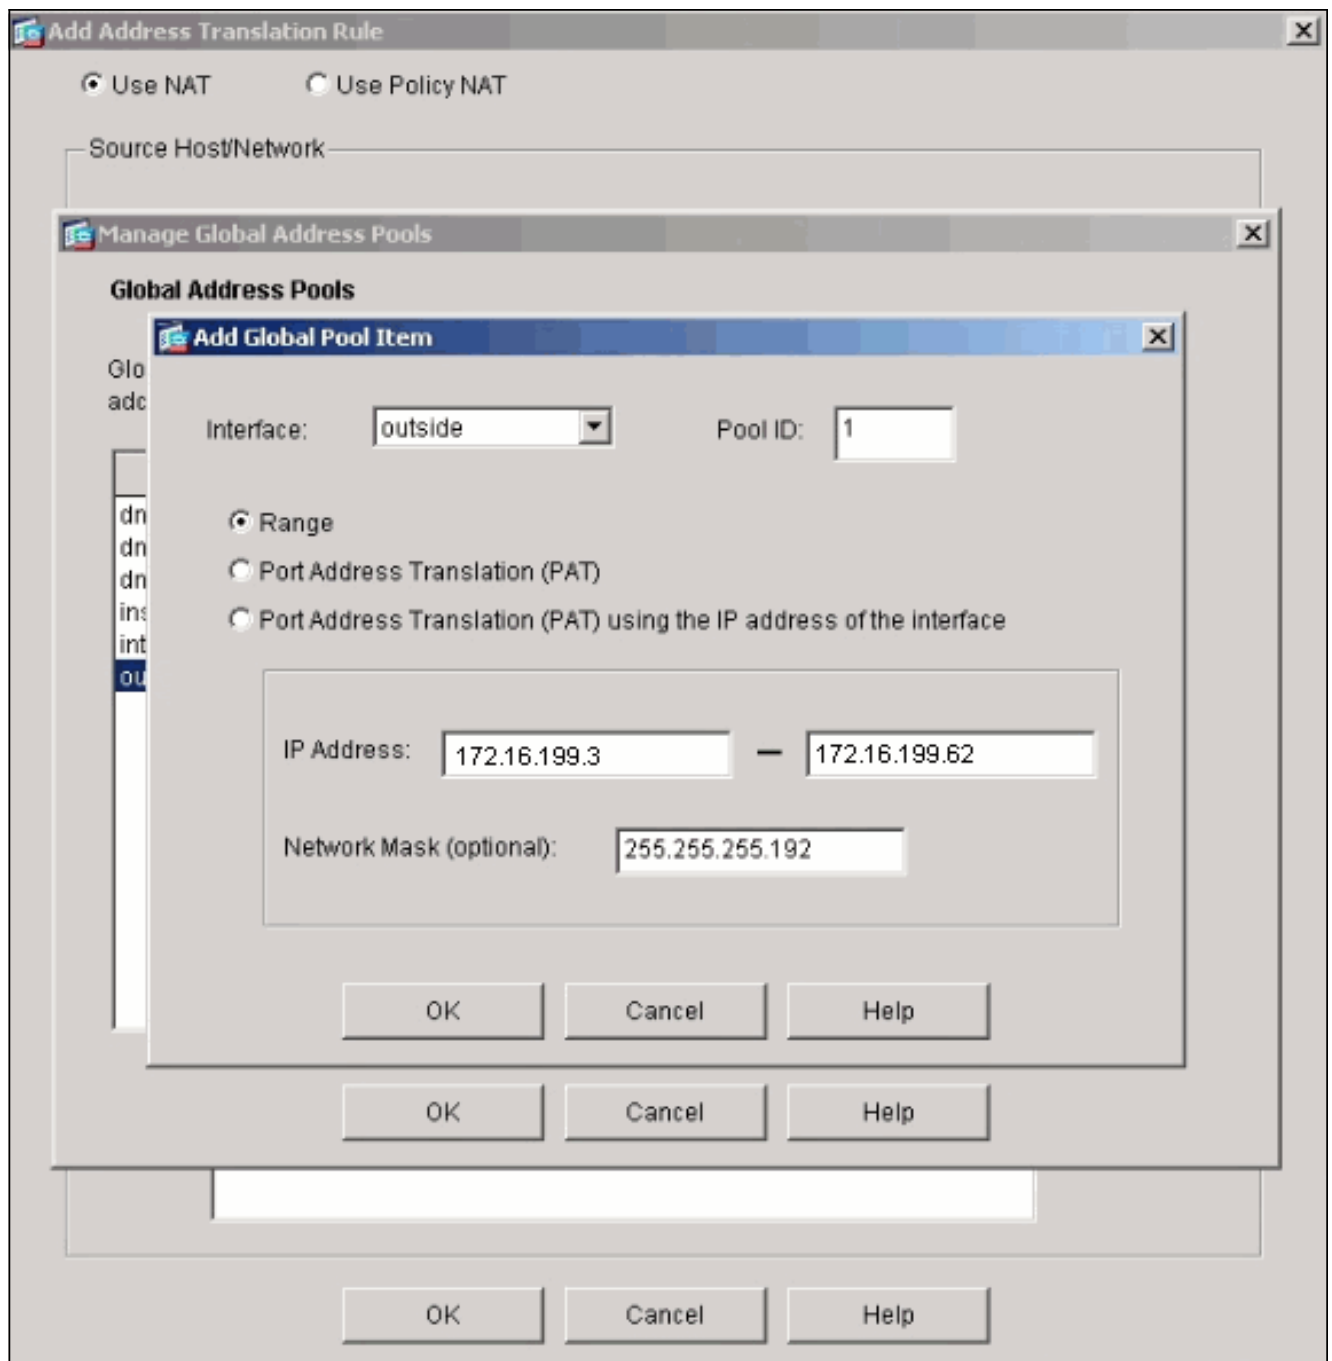 Add Address Translation Rule
Use NAT Use Policy NAT
Source Host/Network
Manage Global Address Pools
Global Address Pools
Add Global Pool Item
Glo
adc
Interface: outside Pool ID: 1
dn
dn
dn
ins
int
ou
Range
Port Address Translation (PAT)
Port Address Translation (PAT) using the IP address of the interface
IP Address: 172.16.199.3 — 172.16.199.62
Network Mask (optional): 255.255.255.192
OK Cancel Help
OK Cancel Help
OK Cancel Help